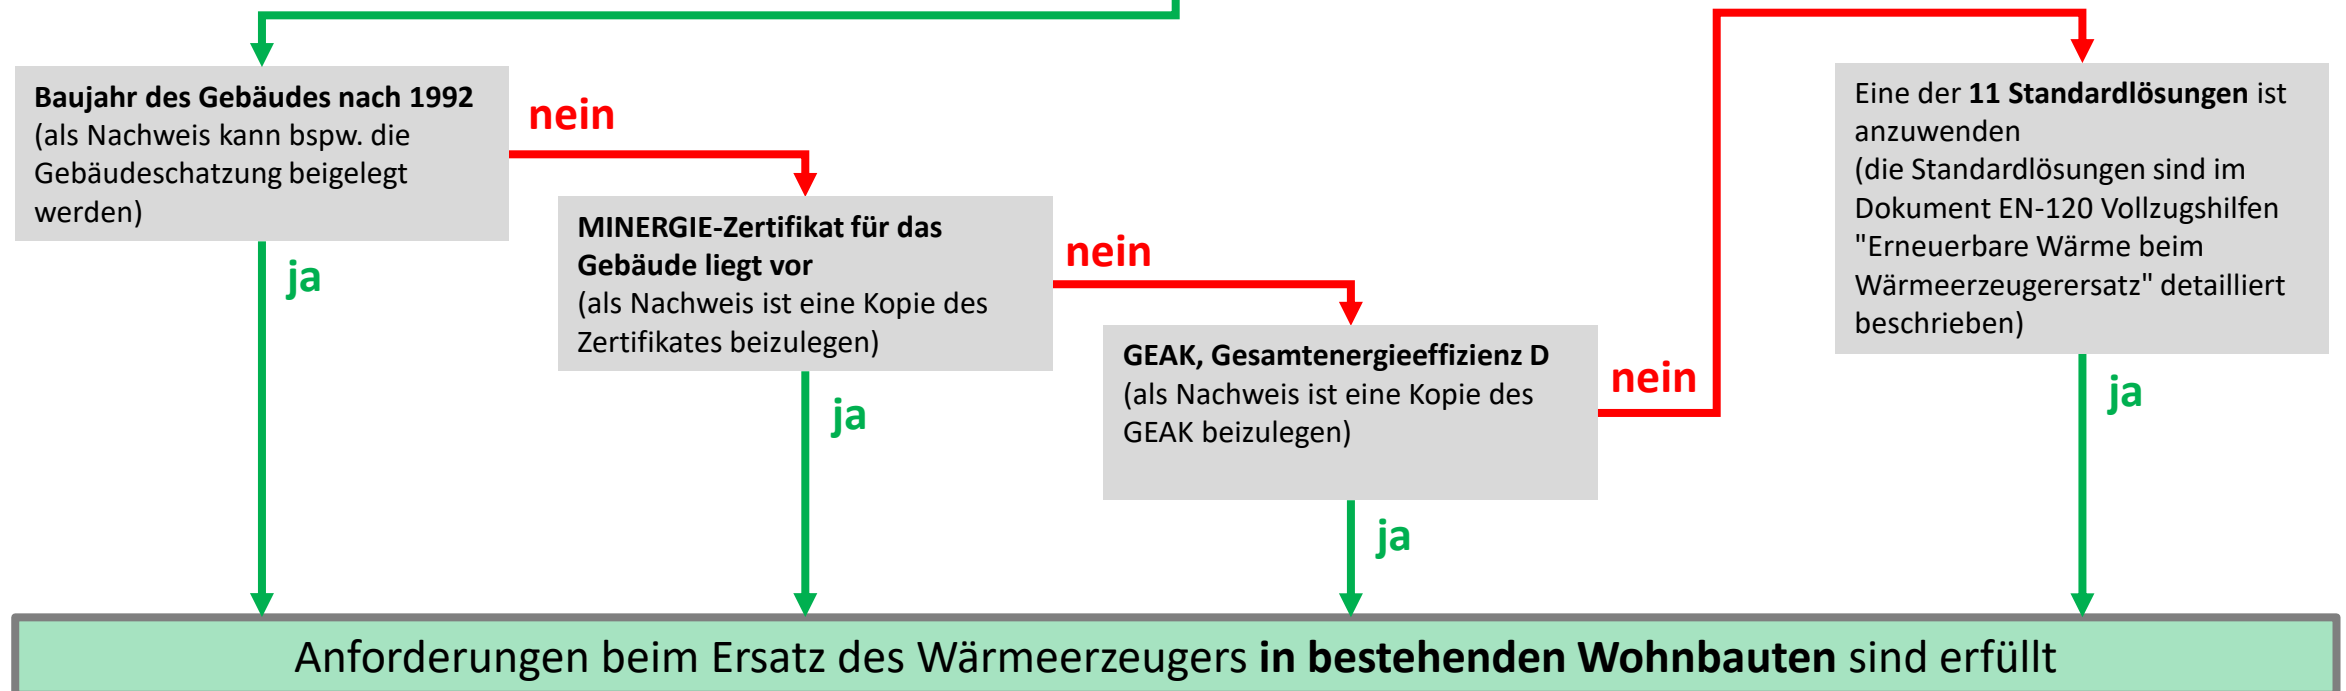 Baujahr des Gebäudes nach 1992
(als Nachweis kann bspw. die
Gebäudeschatzung beigelegt
werden)
nein
ja
MINERGIE-Zertifikat für das
Gebäude liegt vor
(als Nachweis ist eine Kopie des
Zertifikates beizulegen)
nein
ja
GEAK, Gesamtenergieeffizienz D
(als Nachweis ist eine Kopie des
GEAK beizulegen)
nein
ja
Eine der 11 Standardlösungen ist
anzuwenden
(die Standardlösungen sind im
Dokument EN-120 Vollzugshilfen
"Erneuerbare Wärme beim
Wärmeerzeugerersatz" detailliert
beschrieben)
ja
Anforderungen beim Ersatz des Wärmeerzeugers in bestehenden Wohnbauten sind erfüllt